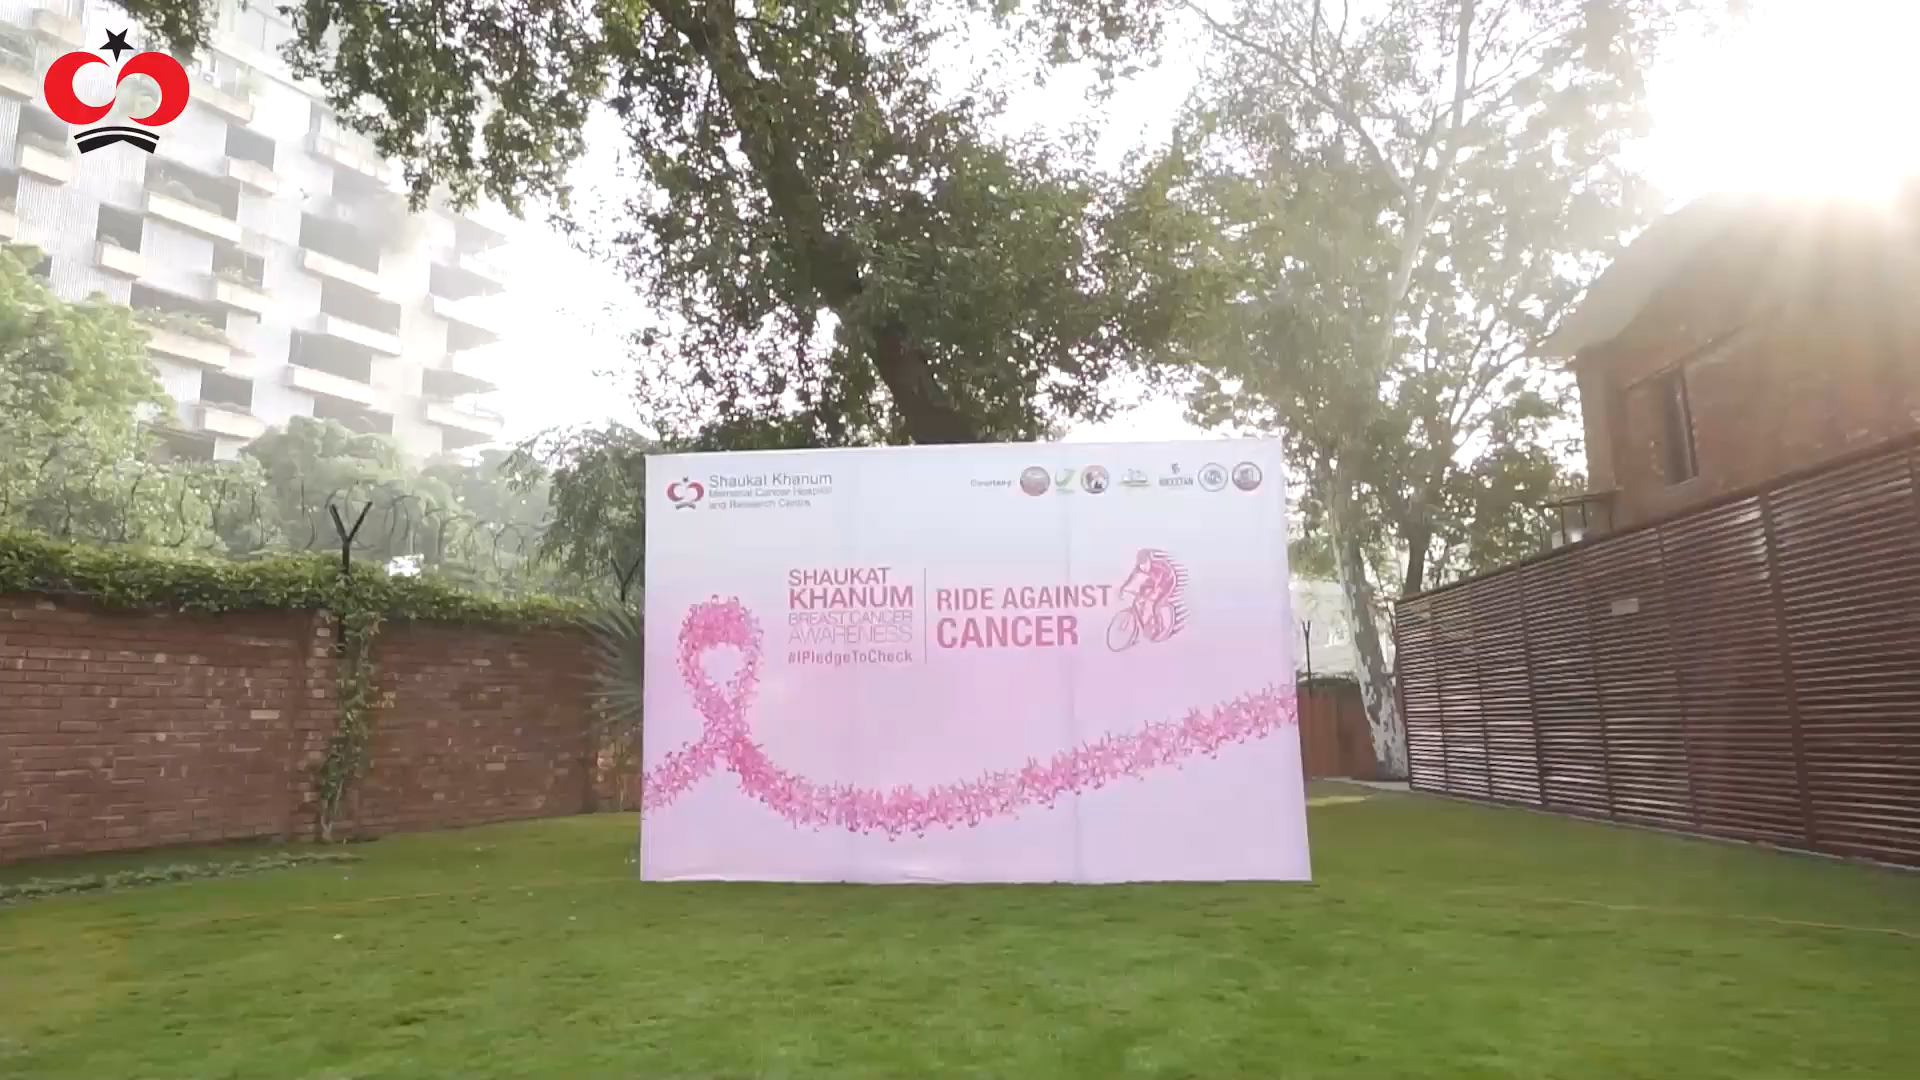 Shaukat Khanum
Memorial Cancer Hospital
and Research Centre
Courtesy:
SHAUKAT
KHANUM
BREAST CANCER
AWARENESS
#IPledgeToCheck
RIDE AGAINST
CANCER